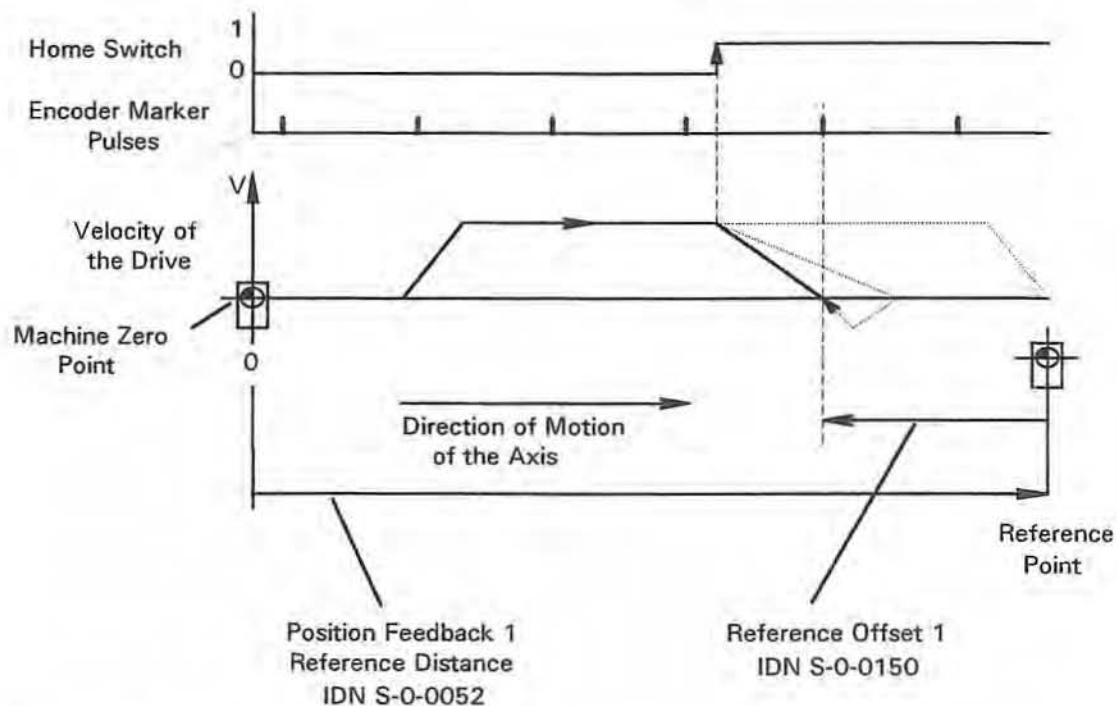 1
Home Switch
0
Encoder Marker
Pulses
V
Velocity of
the Drive
Machine Zero
Point
0
Direction of Motion
of the Axis
Reference
Point
Position Feedback 1
Reference Distance
IDN S-0-0052
Reference Offset 1
IDN S-0-0150